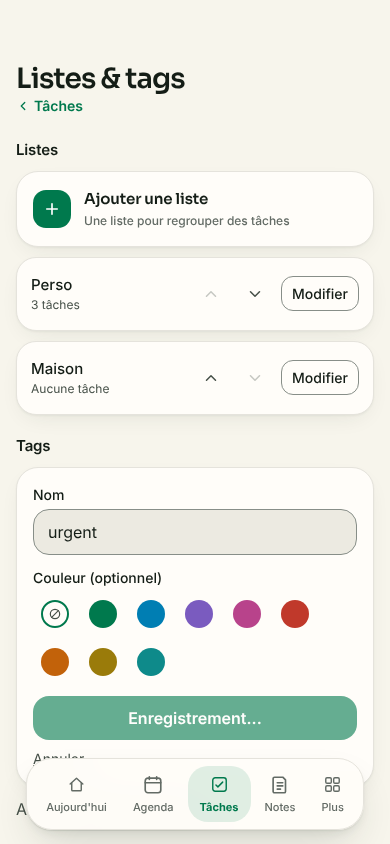 Listes & tags
Tâches
Listes
Ajouter une liste
Une liste pour regrouper des tâches
Perso
3 tâches
Modifier
Maison
Aucune tâche
Modifier
Tags
Nom
urgent
Couleur (optionnel)
Enregistrement...
Annuler
Aujourd'hui
Agenda
Tâches
Notes
Plus